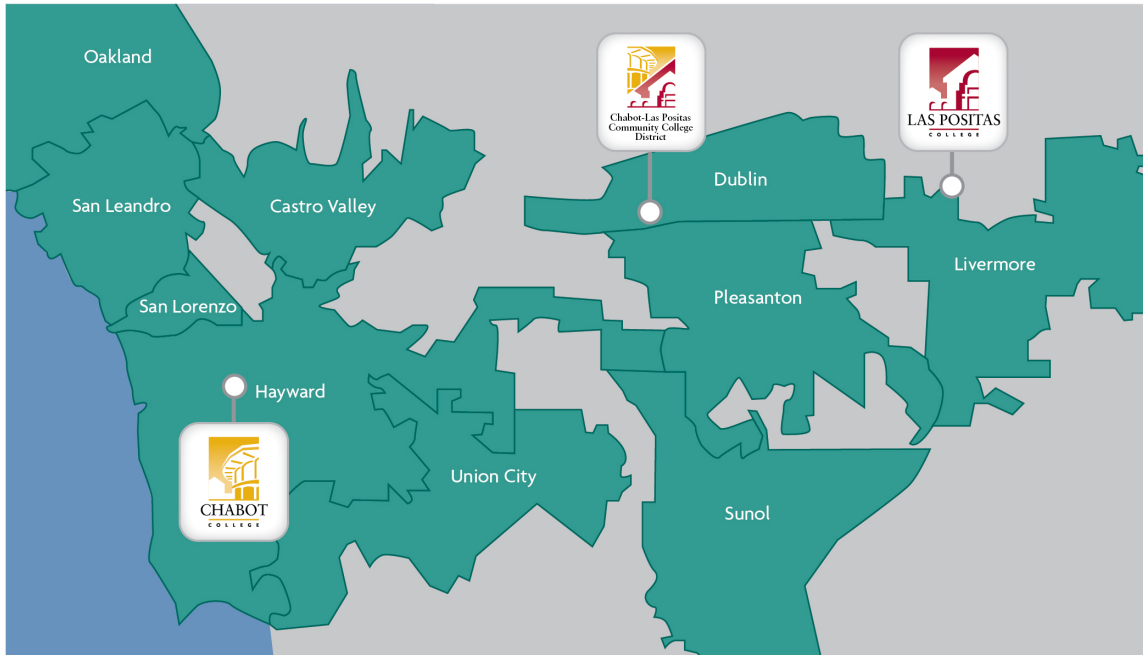 Oakland
Chabot-Las Positas
Community College
District
LAS POSITAS
COLLEGE
Dublin
San Leandro
Castro Valley
Livermore
San Lorenzo
Pleasanton
Hayward
Union City
CHABOT
COLLEGE
Sunol